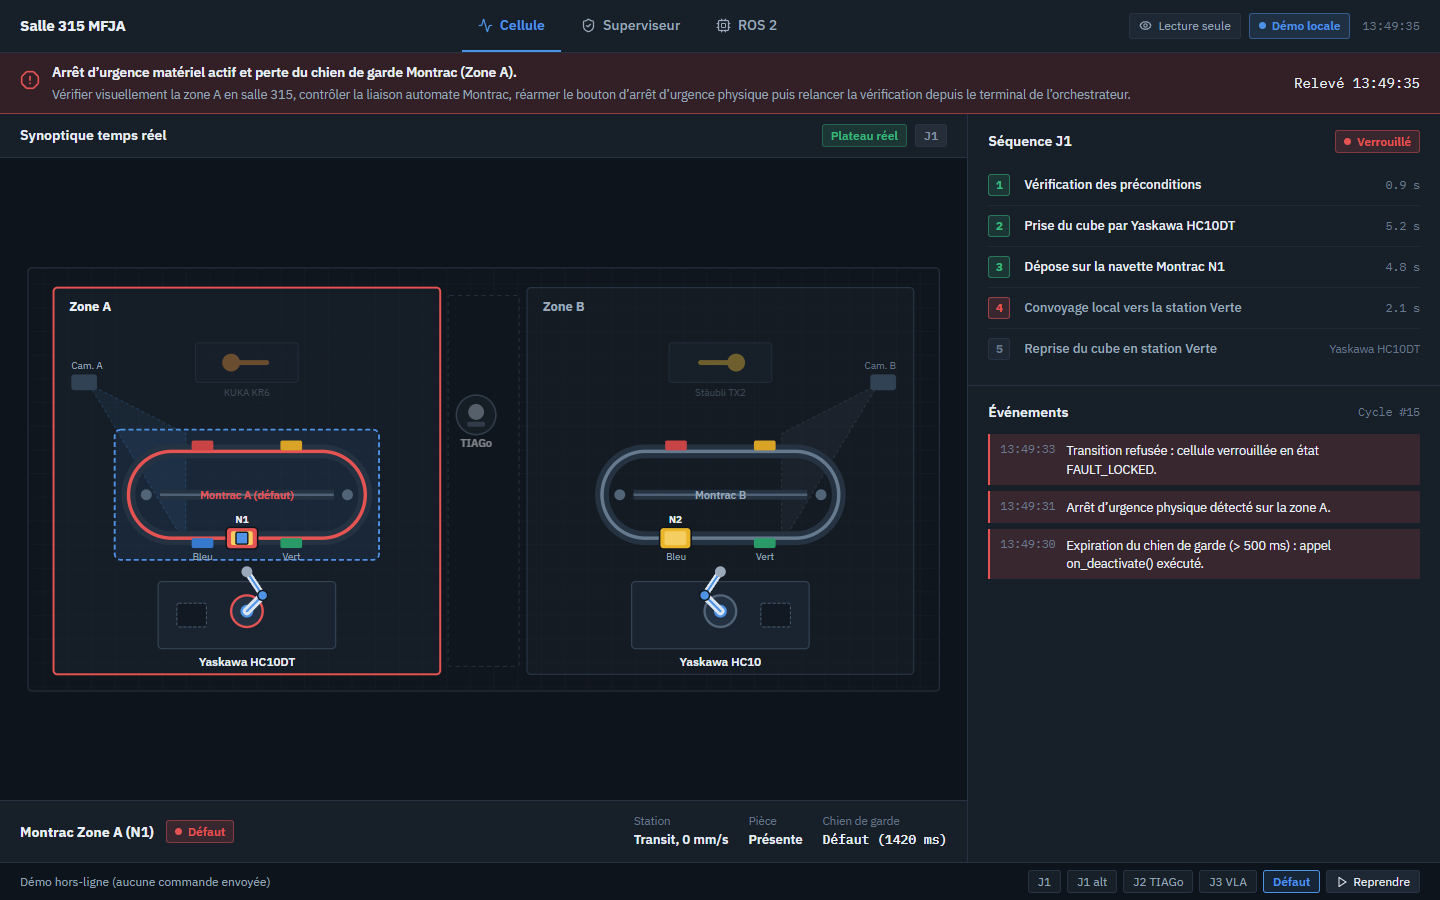 Salle 315 MFJA
Cellule
Superviseur
ROS 2
Lecture seule
Démo locale
13:49:35
Arrêt d’urgence matériel actif et perte du chien de garde Montrac (Zone A).
Vérifier visuellement la zone A en salle 315, contrôler la liaison automate Montrac, réarmer le bouton d’arrêt d’urgence physique puis relancer la vérification depuis le terminal de l’orchestrateur.
Relevé 13:49:35
Synoptique temps réel
Plateau réel
J1
Zone A
Zone B
Cam. A
KUKA KR6
Stäubli TX2
Cam. B
TIAGo
Montrac A (défaut)
Montrac B
N1
N2
Bleu
Vert
Bleu
Vert
Yaskawa HC10DT
Yaskawa HC10
Montrac Zone A (N1)
Défaut
Station
Transit, 0 mm/s
Pièce
Présente
Chien de garde
Défaut (1420 ms)
Séquence J1
Verrouillé
1 Vérification des préconditions 0.9 s
2 Prise du cube par Yaskawa HC10DT 5.2 s
3 Dépose sur la navette Montrac N1 4.8 s
4 Convoyage local vers la station Verte 2.1 s
5 Reprise du cube en station Verte Yaskawa HC10DT
Événements
Cycle #15
13:49:33 Transition refusée : cellule verrouillée en état
FAULT_LOCKED.
13:49:31 Arrêt d’urgence physique détecté sur la zone A.
13:49:30 Expiration du chien de garde (> 500 ms) : appel
on_deactivate() exécuté.
Démo hors-ligne (aucune commande envoyée)
J1
J1 alt
J2 TIAGo
J3 VLA
Défaut
Reprendre